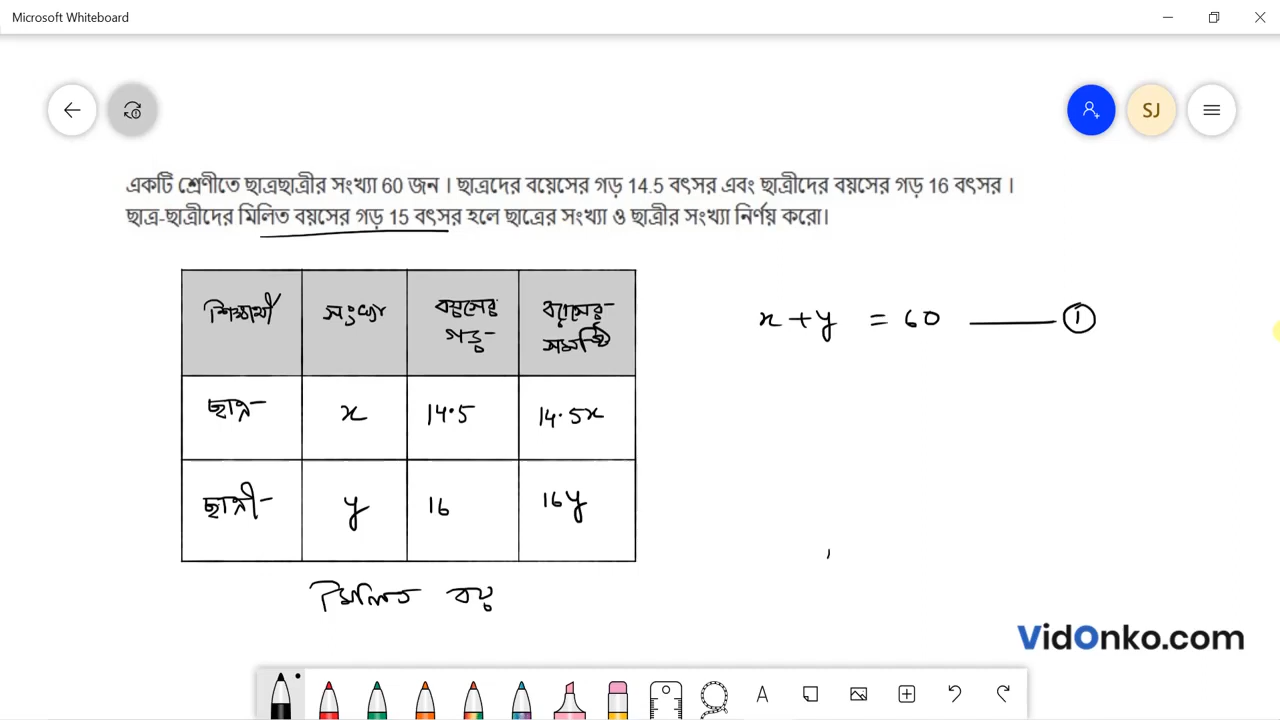 Microsoft Whiteboard
SJ
একটি শ্রেণীতে ছাত্রছাত্রীর সংখ্যা 60 জন । ছাত্রদের বয়েসের গড় 14.5 বৎসর এবং ছাত্রীদের বয়সের গড় 16 বৎসর ।
ছাত্র-ছাত্রীদের মিলিত বয়সের গড় 15 বৎসর হলে ছাত্রের সংখ্যা ও ছাত্রীর সংখ্যা নির্ণয় করো।
শিক্ষার্থী সংখ্যা বয়সের গড় বয়সের সমষ্টি
ছাত্র x 14.5 14.5x
ছাত্রী y 16 16y
মিলিত বয়
x + y = 60 —— ①
VidOnko.com
A